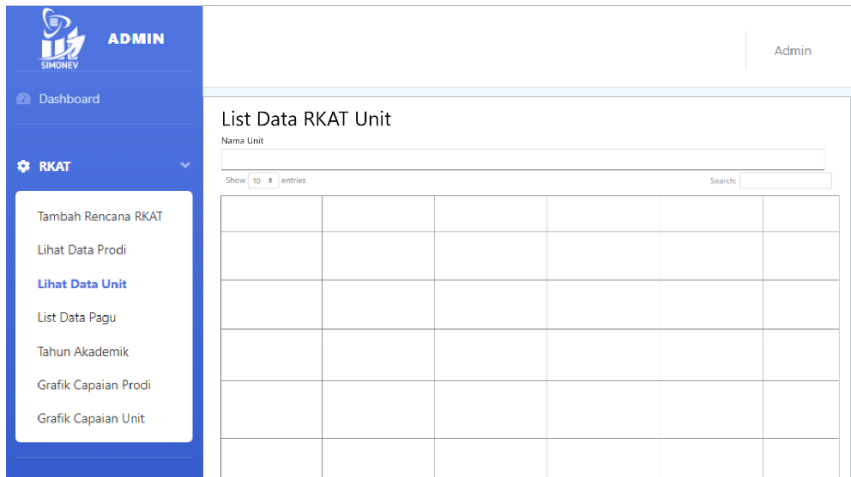 SIMONEV
ADMIN
Admin
Dashboard
RKAT
Tambah Rencana RKAT
Lihat Data Prodi
Lihat Data Unit
List Data Pagu
Tahun Akademik
Grafik Capaian Prodi
Grafik Capaian Unit
List Data RKAT Unit
Nama Unit
Show 10 entries
Search: